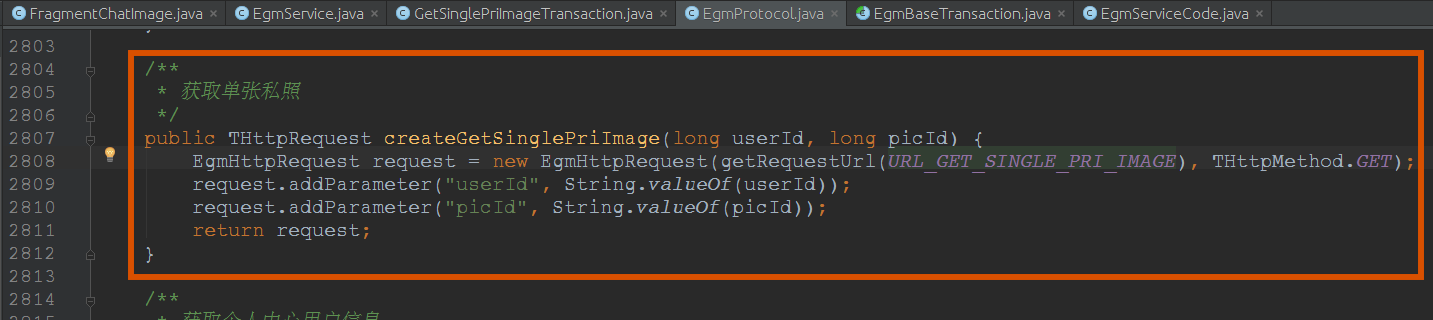 FragmentChatImage.java × EgmService.java × GetSinglePriImageTransaction.java × EgmProtocol.java × EgmBaseTransaction.java × EgmServiceCode.java ×
2803
2804 /**
2805 * 获取单张私照
2806 */
2807 public THttpRequest createGetSinglePriImage(long userId, long picId) {
2808 EgmHttpRequest request = new EgmHttpRequest(getRequestUrl(URL_GET_SINGLE_PRI_IMAGE), THttpMethod.GET);
2809 request.addParameter("userId", String.valueOf(userId));
2810 request.addParameter("picId", String.valueOf(picId));
2811 return request;
2812 }
2813
2814 /**